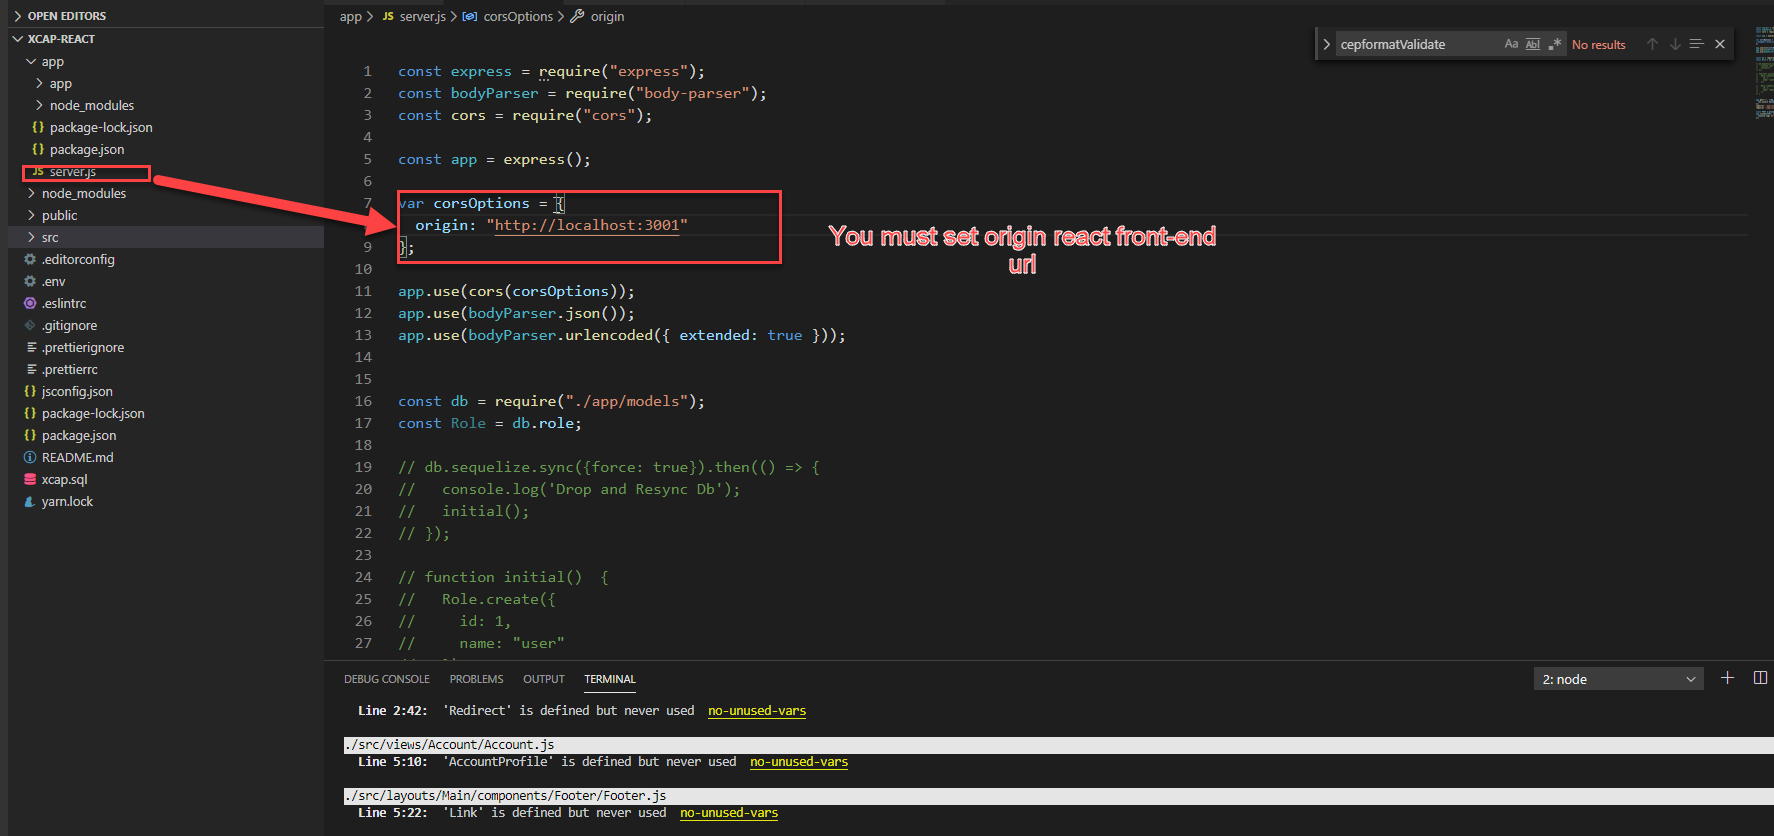 OPEN EDITORS
XCAP-REACT
app
app
node_modules
package-lock.json
package.json
JS server.js
node_modules
public
src
.editorconfig
.env
.eslintrc
.gitignore
.prettierignore
.prettierrc
{} jsconfig.json
{} package-lock.json
{} package.json
README.md
xcap.sql
yarn.lock
app > JS server.js > corsOptions > origin
cepformatValidate Aa Abl .* No results
1 const express = require("express");
2 const bodyParser = require("body-parser");
3 const cors = require("cors");
4
5 const app = express();
6
7 var corsOptions = {
origin: "http://localhost:3001"
9 };
You must set origin react front-end
url
10
11 app.use(cors(corsOptions));
12 app.use(bodyParser.json());
13 app.use(bodyParser.urlencoded({ extended: true }));
14
15
16 const db = require("./app/models");
17 const Role = db.role;
18
19 // db.sequelize.sync({force: true}).then(() => {
20 //   console.log('Drop and Resync Db');
21 //   initial();
22 // });
23
24 // function initial()  {
25 //   Role.create({
26 //     id: 1,
27 //     name: "user"
DEBUG CONSOLE PROBLEMS OUTPUT TERMINAL 2: node
Line 2:42:  'Redirect' is defined but never used  no-unused-vars
./src/views/Account/Account.js
Line 5:10:  'AccountProfile' is defined but never used  no-unused-vars
./src/layouts/Main/components/Footer/Footer.js
Line 5:22:  'Link' is defined but never used  no-unused-vars